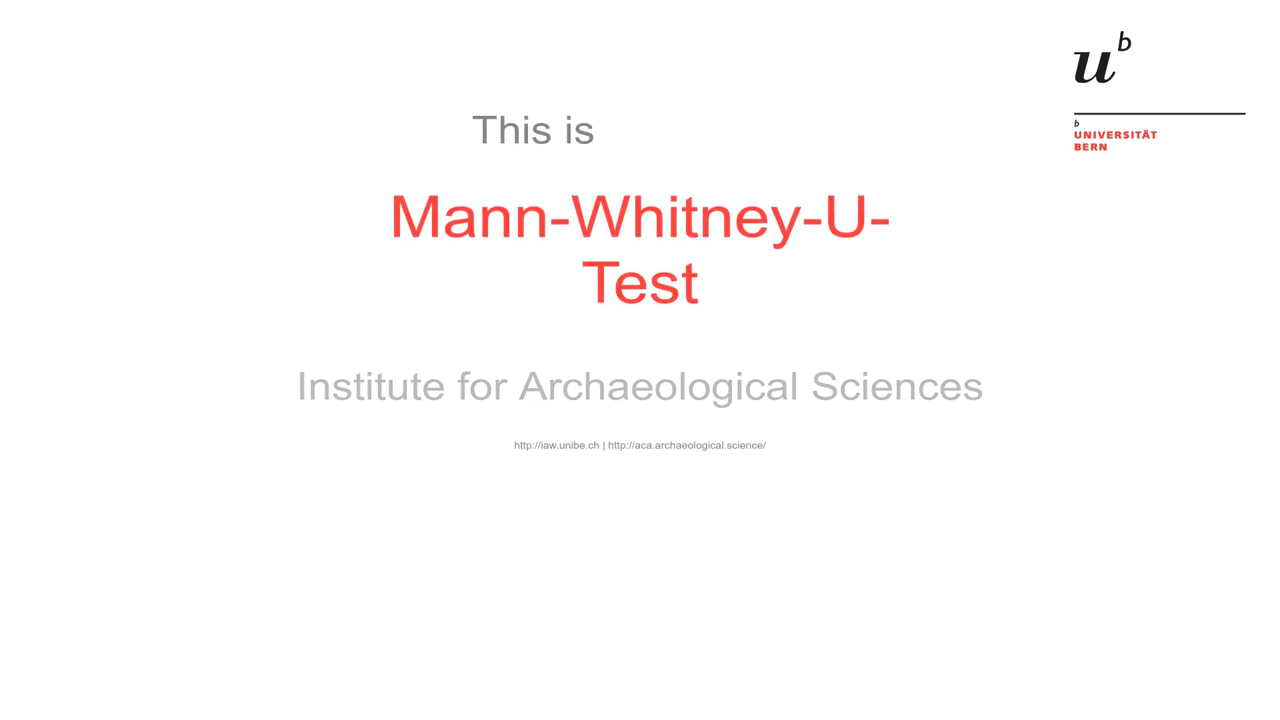 u b
b
UNIVERSITÄT
BERN
This is
Mann-Whitney-U-
Test
Institute for Archaeological Sciences
http://iaw.unibe.ch | http://aca.archaeological.science/